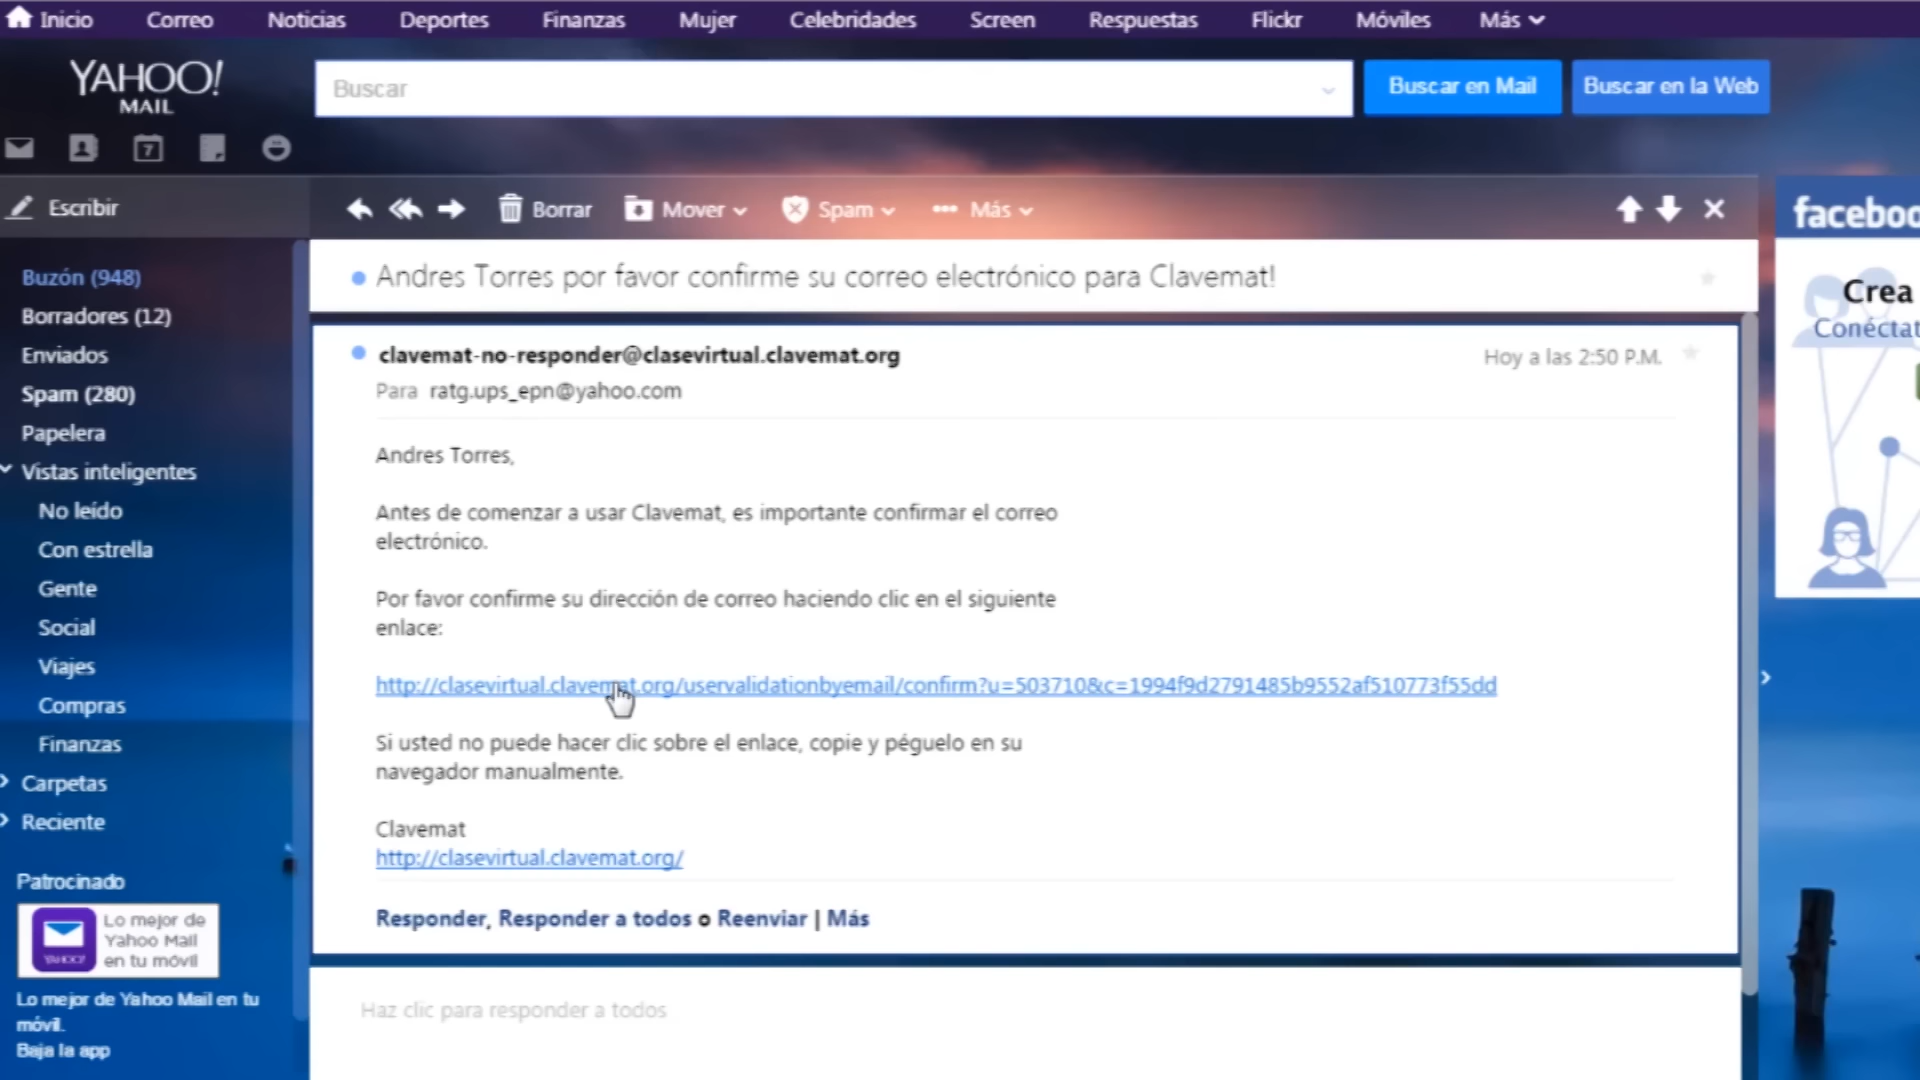 Inicio Correo Noticias Deportes Finanzas Mujer Celebridades Screen Respuestas Flickr Móviles Más
YAHOO!
MAIL
Buscar
Buscar en Mail
Buscar en la Web
7
Escribir
Borrar Mover Spam Más
Buzón (948)
Borradores (12)
Enviados
Spam (280)
Papelera
Vistas inteligentes
No leído
Con estrella
Gente
Social
Viajes
Compras
Finanzas
Carpetas
Reciente
Patrocinado
YAHOO!
Lo mejor de
Yahoo Mail
en tu móvil
Lo mejor de Yahoo Mail en tu
móvil.
Baja la app
Andres Torres por favor confirme su correo electrónico para Clavemat!
clavemat-no-responder@clasevirtual.clavemat.org
Hoy a las 2:50 P.M.
Para ratg.ups_epn@yahoo.com
Andres Torres,
Antes de comenzar a usar Clavemat, es importante confirmar el correo
electrónico.
Por favor confirme su dirección de correo haciendo clic en el siguiente
enlace:
http://clasevirtual.clavemat.org/uservalidationbyemail/confirm?u=503710&c=1994f9d2791485b9552af510773f55dd
Si usted no puede hacer clic sobre el enlace, copie y péguelo en su
navegador manualmente.
Clavemat
http://clasevirtual.clavemat.org/
Responder, Responder a todos o Reenviar | Más
Haz clic para responder a todos
faceboo
Crea
Conéctat